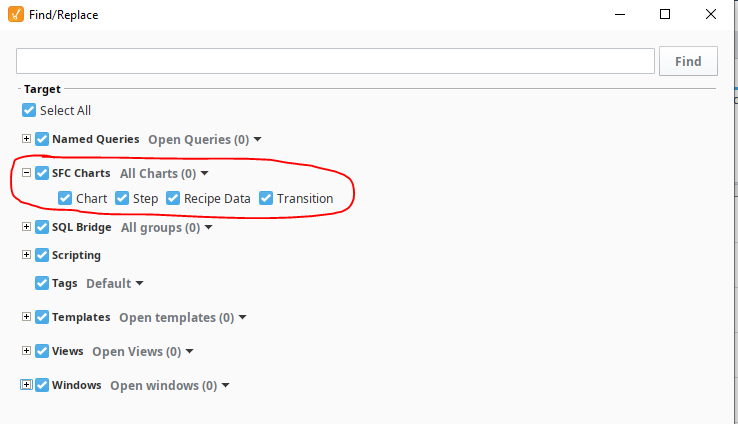 Find/Replace
Find
Target
Select All
Named Queries Open Queries (0)
SFC Charts All Charts (0)
Chart Step Recipe Data Transition
SQL Bridge All groups (0)
Scripting
Tags Default
Templates Open templates (0)
Views Open Views (0)
Windows Open windows (0)